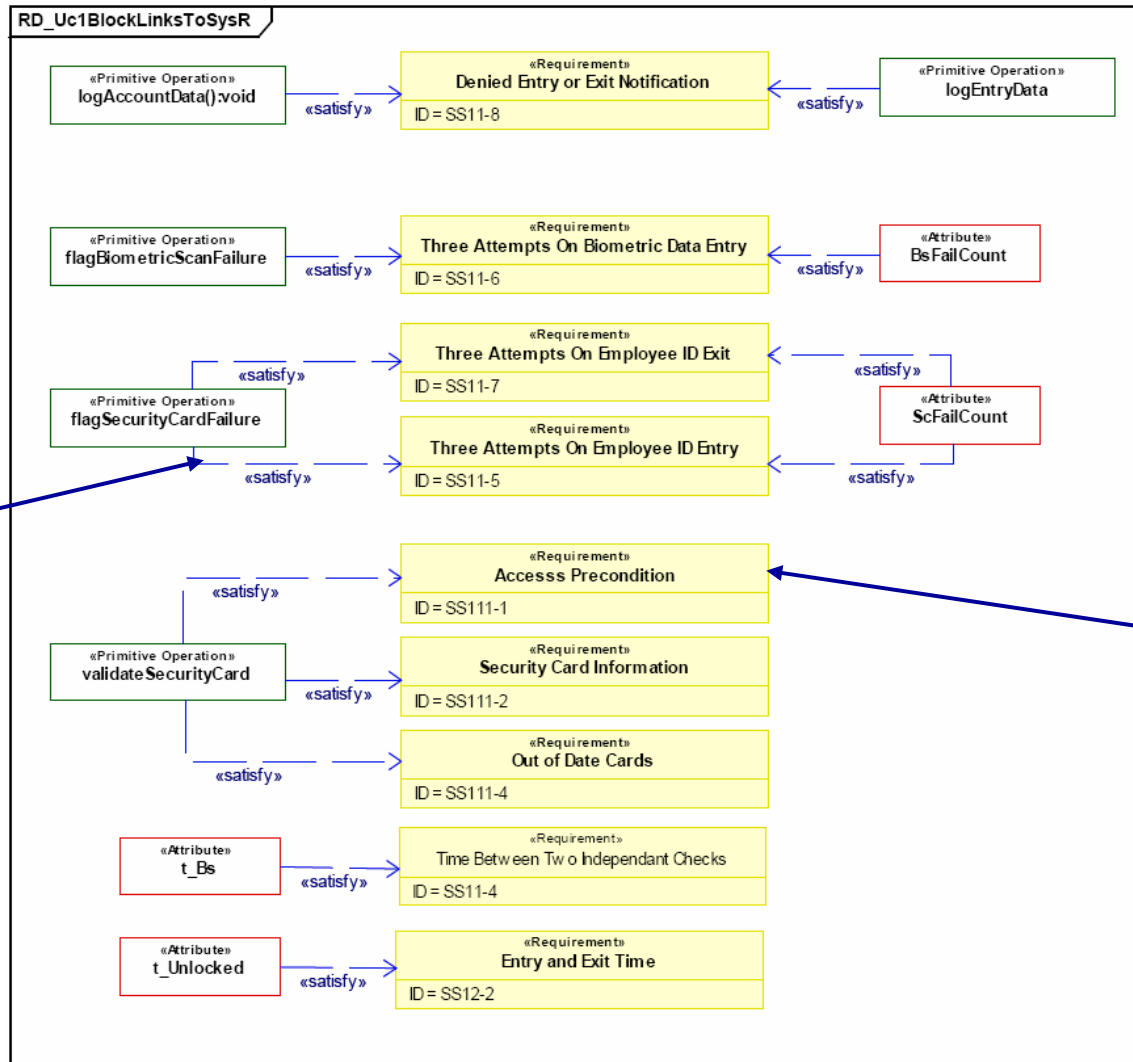 RD_Uc1BlockLinksToSysR
«Primitive Operation»
logAccountData():void
«satisfy»
«Requirement»
Denied Entry or Exit Notification
ID = SS11-8
«satisfy»
«Primitive Operation»
logEntryData
«Primitive Operation»
flagBiometricScanFailure
«satisfy»
«Requirement»
Three Attempts On Biometric Data Entry
ID = SS11-6
«satisfy»
«Attribute»
BsFailCount
«Requirement»
Three Attempts On Employee ID Exit
ID = SS11-7
«satisfy»
«satisfy»
«Primitive Operation»
flagSecurityCardFailure
«Attribute»
ScFailCount
«Requirement»
Three Attempts On Employee ID Entry
ID = SS11-5
«satisfy»
«satisfy»
«Requirement»
Accesss Precondition
ID = SS111-1
«satisfy»
«Primitive Operation»
validateSecurityCard
«satisfy»
«Requirement»
Security Card Information
ID = SS111-2
«Requirement»
Out of Date Cards
ID = SS111-4
«satisfy»
«Attribute»
t_Bs
«satisfy»
«Requirement»
Time Between Two Independant Checks
ID = SS11-4
«Attribute»
t_Unlocked
«satisfy»
«Requirement»
Entry and Exit Time
ID = SS12-2